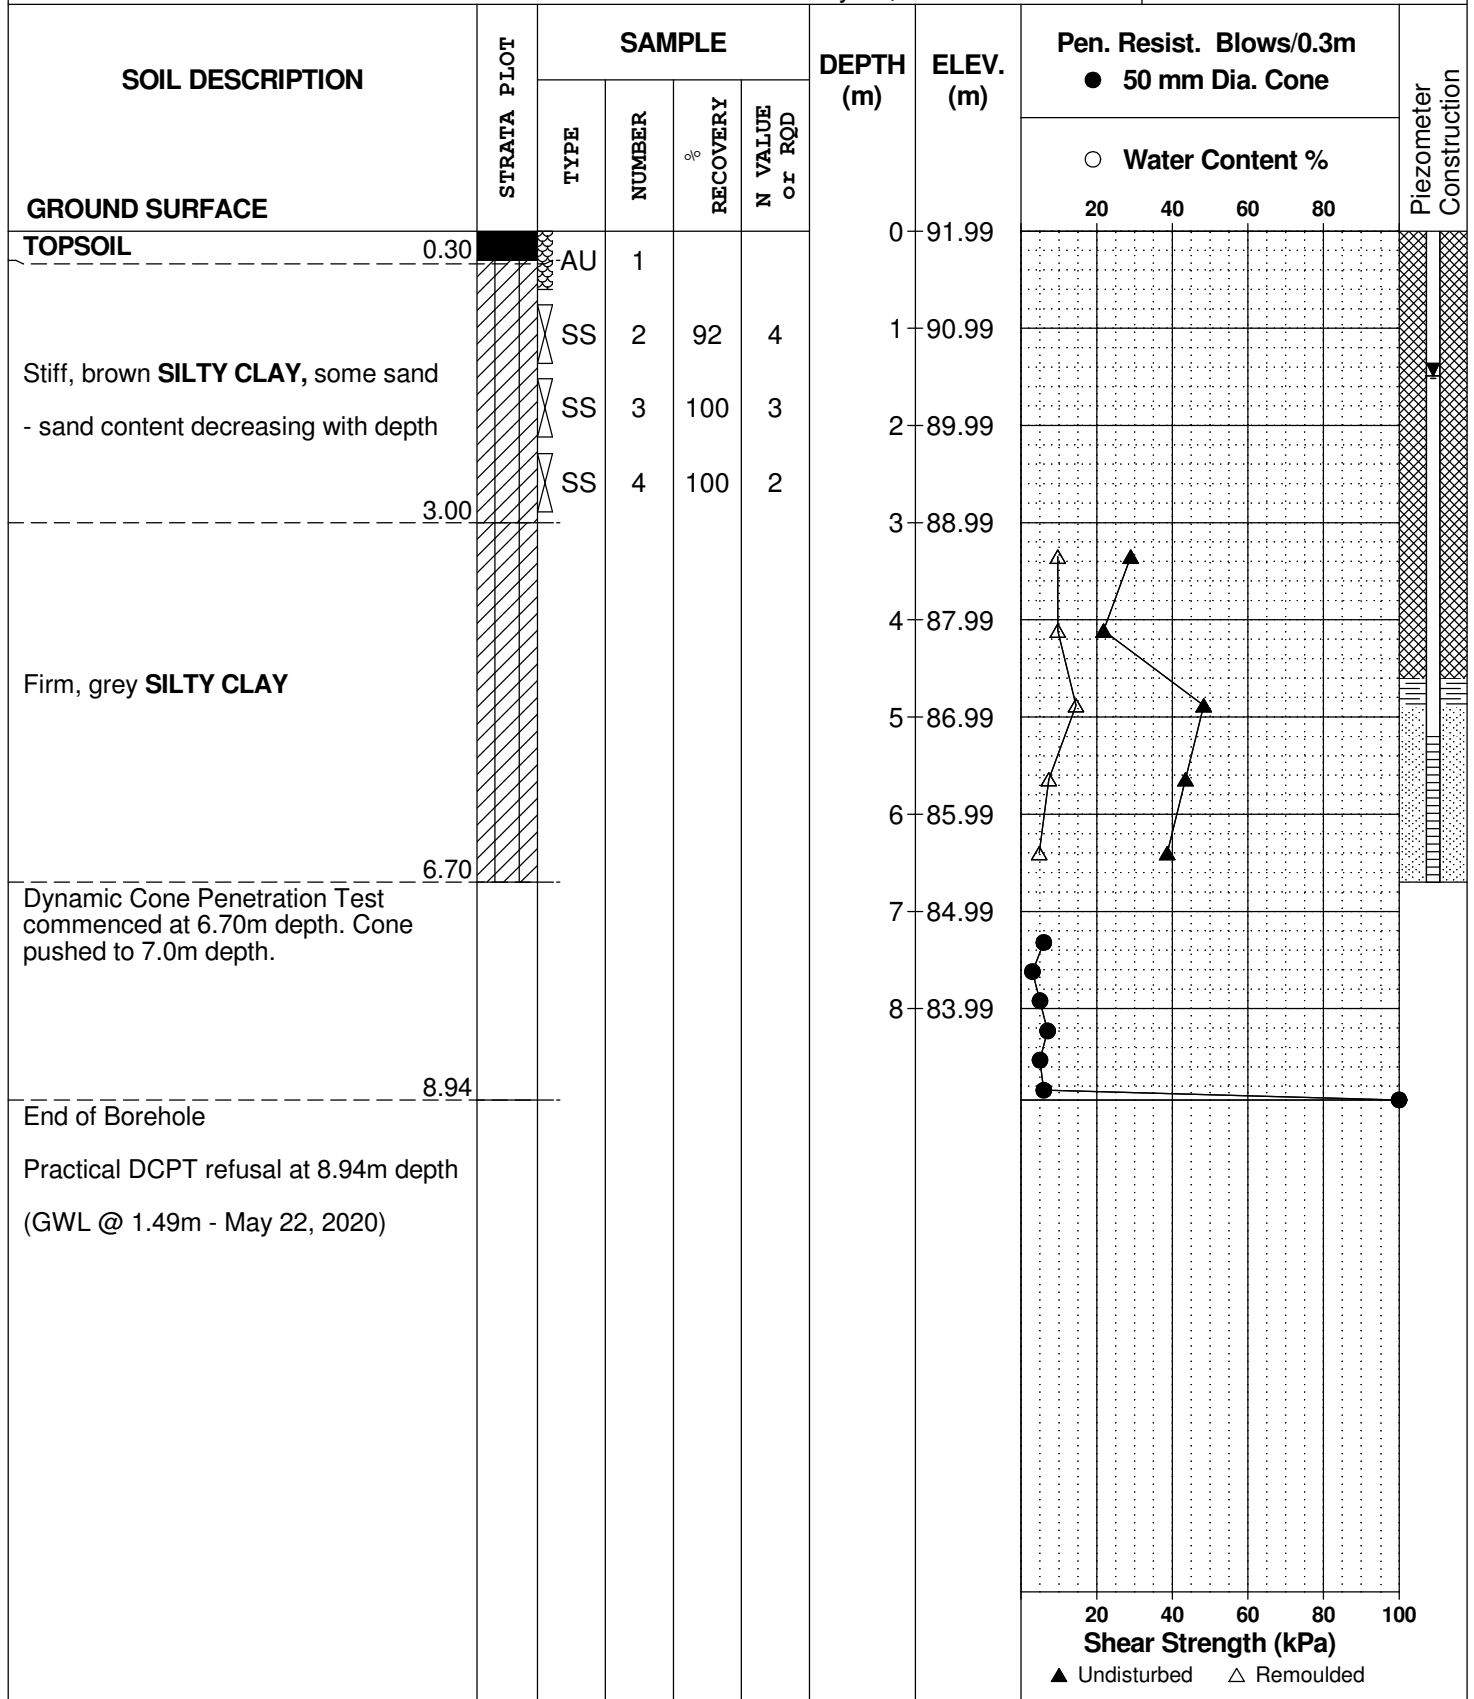 SOIL DESCRIPTION
GROUND SURFACE
STRATA PLOT
SAMPLE
TYPE
NUMBER
%
RECOVERY
N VALUE
or RQD
DEPTH
(m)
ELEV.
(m)
Pen. Resist. Blows/0.3m
● 50 mm Dia. Cone
○ Water Content %
20 40 60 80
Piezometer
Construction
TOPSOIL 0.30
AU 1
0 91.99
SS 2 92 4
1 90.99
Stiff, brown SILTY CLAY, some sand
SS 3 100 3
- sand content decreasing with depth
2 89.99
SS 4 100 2
3.00
3 88.99
4 87.99
Firm, grey SILTY CLAY
5 86.99
6 85.99
6.70
Dynamic Cone Penetration Test
commenced at 6.70m depth. Cone
pushed to 7.0m depth.
7 84.99
8 83.99
8.94
End of Borehole
Practical DCPT refusal at 8.94m depth
(GWL @ 1.49m - May 22, 2020)
20 40 60 80 100
Shear Strength (kPa)
▲ Undisturbed △ Remoulded